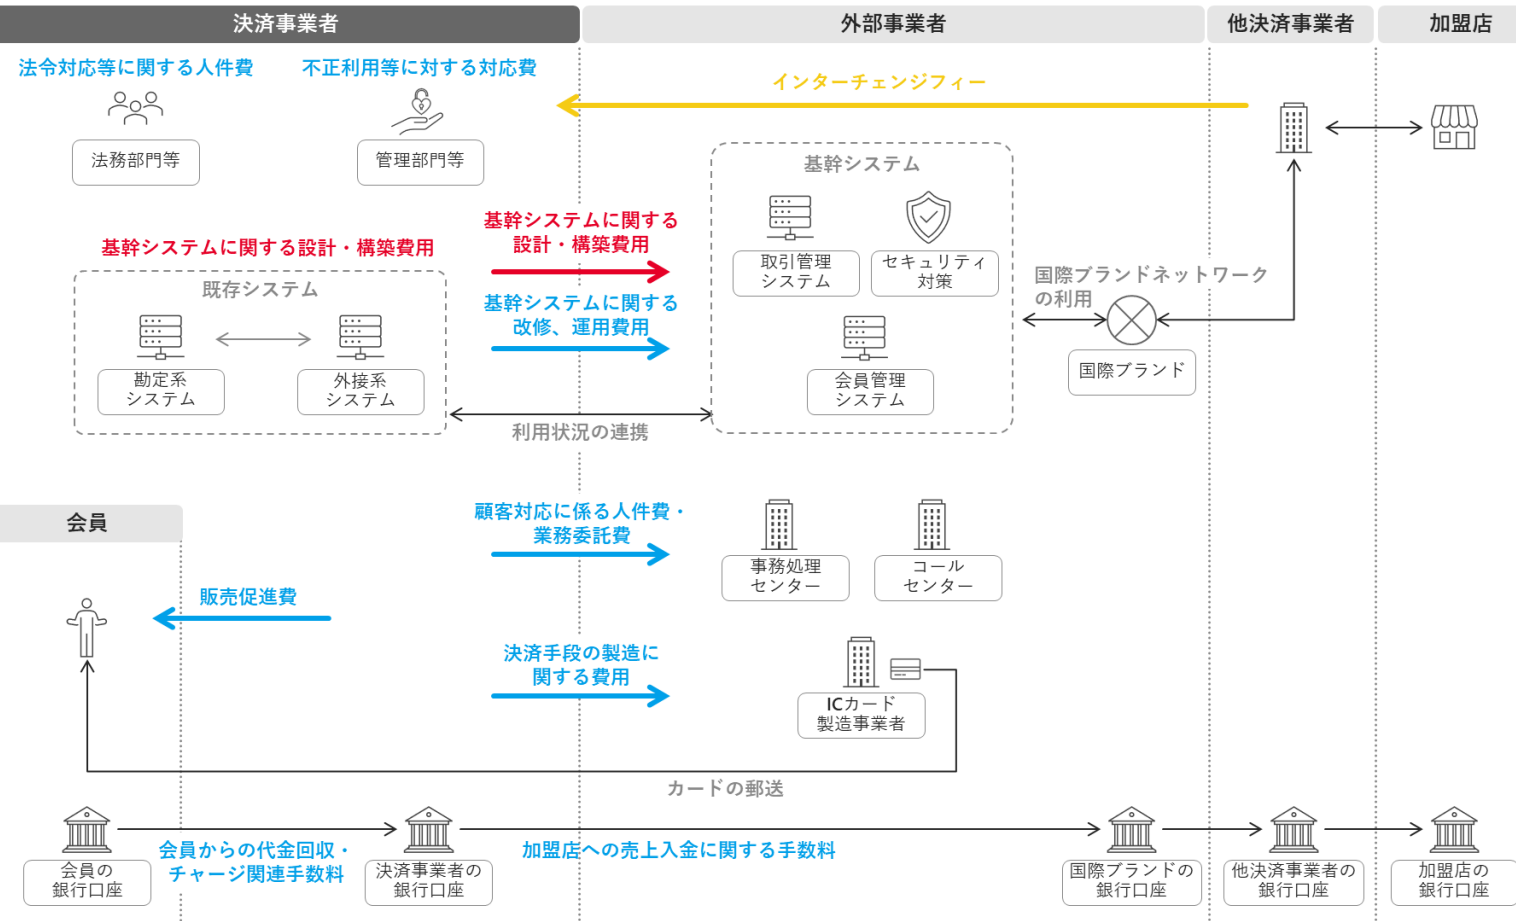 決済事業者
外部事業者
他決済事業者
加盟店
法令対応等に関する人件費
不正利用等に対する対応費
インターチェンジフィー
法務部門等
管理部門等
基幹システム
基幹システムに関する
設計・構築費用
基幹システムに関する設計・構築費用
取引管理
システム
セキュリティ
対策
国際ブランドネットワーク
の利用
既存システム
基幹システムに関する
改修、運用費用
勘定系
システム
外接系
システム
会員管理
システム
国際ブランド
利用状況の連携
会員
顧客対応に係る人件費・
業務委託費
事務処理
センター
コール
センター
販売促進費
決済手段の製造に
関する費用
ICカード
製造事業者
カードの郵送
会員からの代金回収・
チャージ関連手数料
加盟店への売上入金に関する手数料
会員の
銀行口座
決済事業者の
銀行口座
国際ブランドの
銀行口座
他決済事業者の
銀行口座
加盟店の
銀行口座